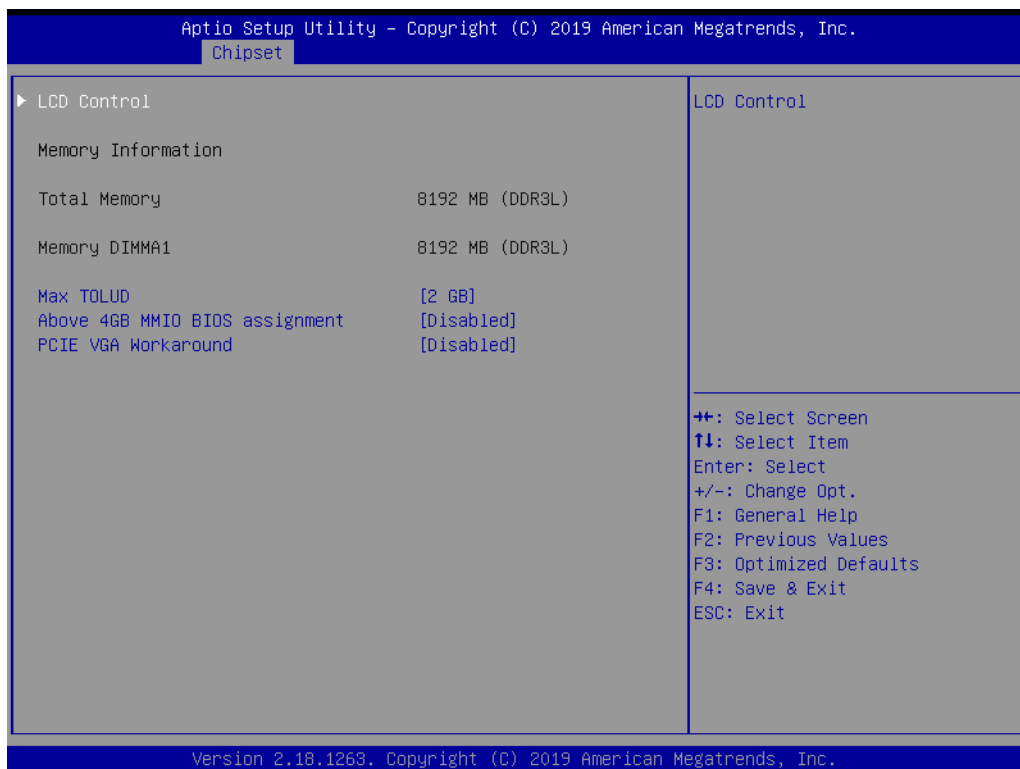 Aptio Setup Utility – Copyright (C) 2019 American Megatrends, Inc.
Chipset
▶ LCD Control
Memory Information
Total Memory 8192 MB (DDR3L)
Memory DIMMA1 8192 MB (DDR3L)
Max TOLUD [2 GB]
Above 4GB MMIO BIOS assignment [Disabled]
PCIE VGA Workaround [Disabled]
LCD Control
→←: Select Screen
↑↓: Select Item
Enter: Select
+/-: Change Opt.
F1: General Help
F2: Previous Values
F3: Optimized Defaults
F4: Save & Exit
ESC: Exit
Version 2.18.1263. Copyright (C) 2019 American Megatrends, Inc.